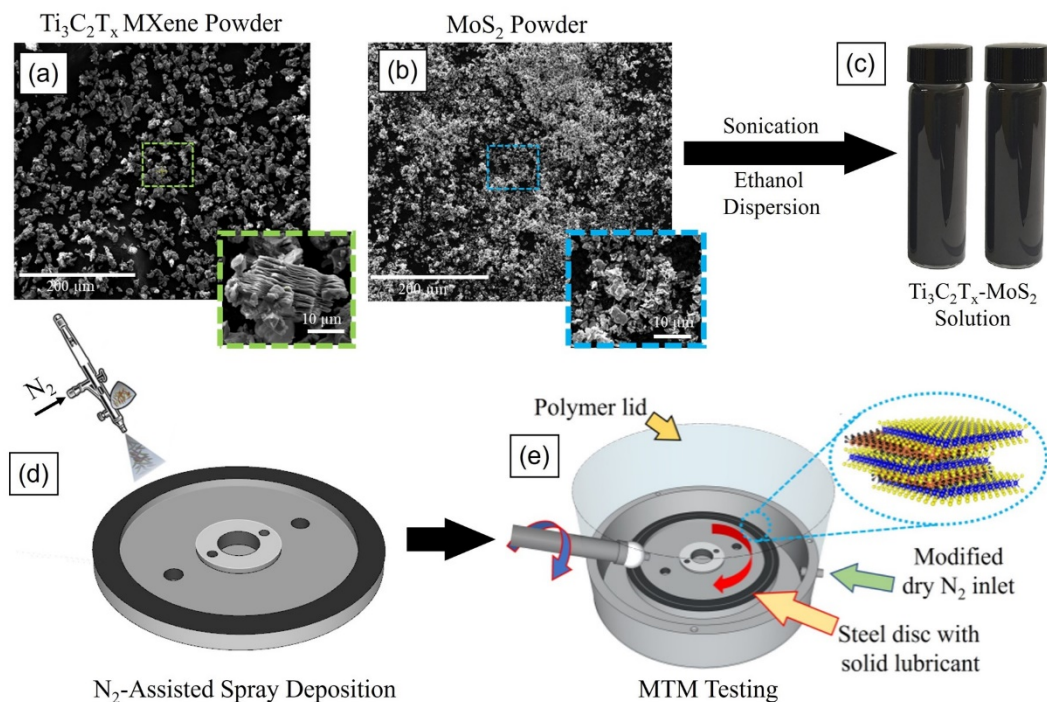 Ti₃C₂Tₓ MXene Powder
MoS₂ Powder
(a)
(b)
(c)
Sonication
Ethanol
Dispersion
200 μm
10 μm
200 μm
10 μm
Ti₃C₂Tₓ-MoS₂
Solution
N₂
(d)
(e)
Polymer lid
Modified
dry N₂ inlet
Steel disc with
solid lubricant
N₂-Assisted Spray Deposition
MTM Testing